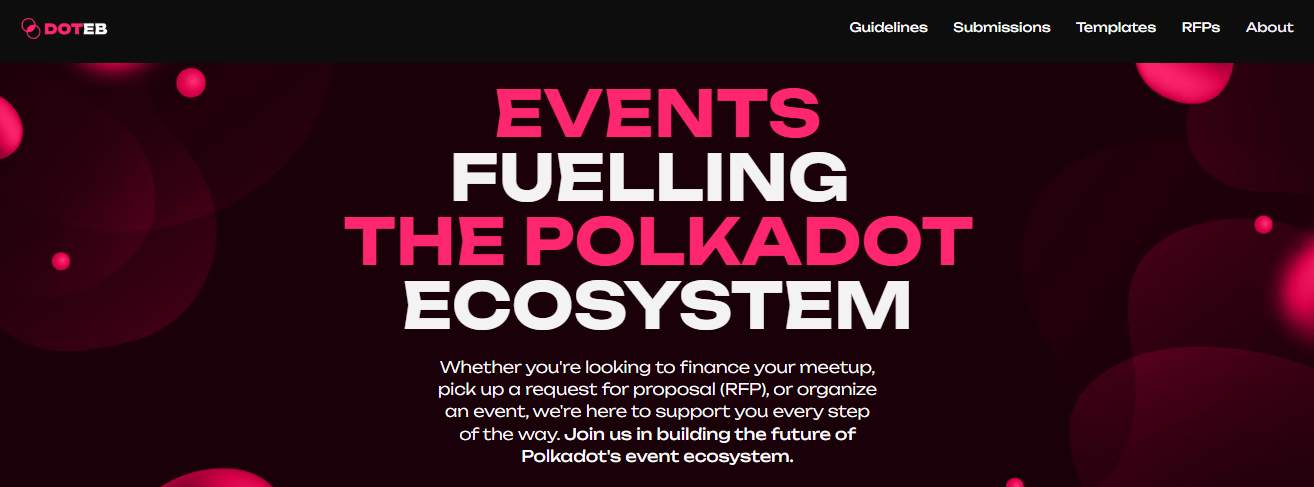 DOTEB
Guidelines Submissions Templates RFPs About
EVENTS
FUELLING
THE POLKADOT
ECOSYSTEM
Whether you're looking to finance your meetup,
pick up a request for proposal (RFP), or organize
an event, we're here to support you every step
of the way. Join us in building the future of
Polkadot's event ecosystem.